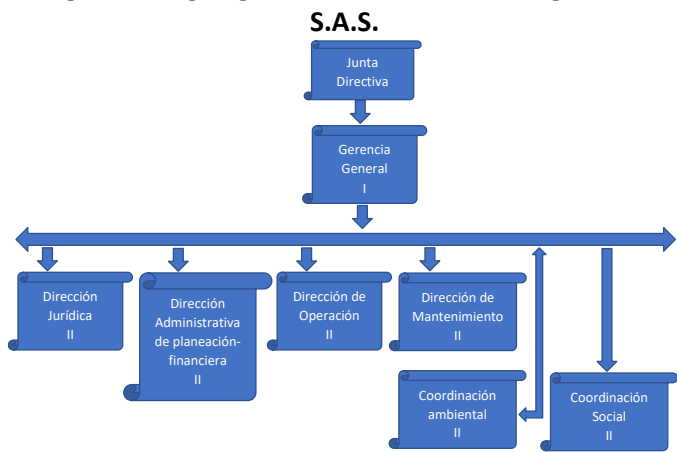 S.A.S.
Junta
Directiva
Gerencia
General
I
Dirección
Jurídica
II
Dirección
Administrativa
de planeación-
financiera
II
Dirección de
Operación
II
Dirección de
Mantenimiento
II
Coordinación
ambiental
II
Coordinación
Social
II